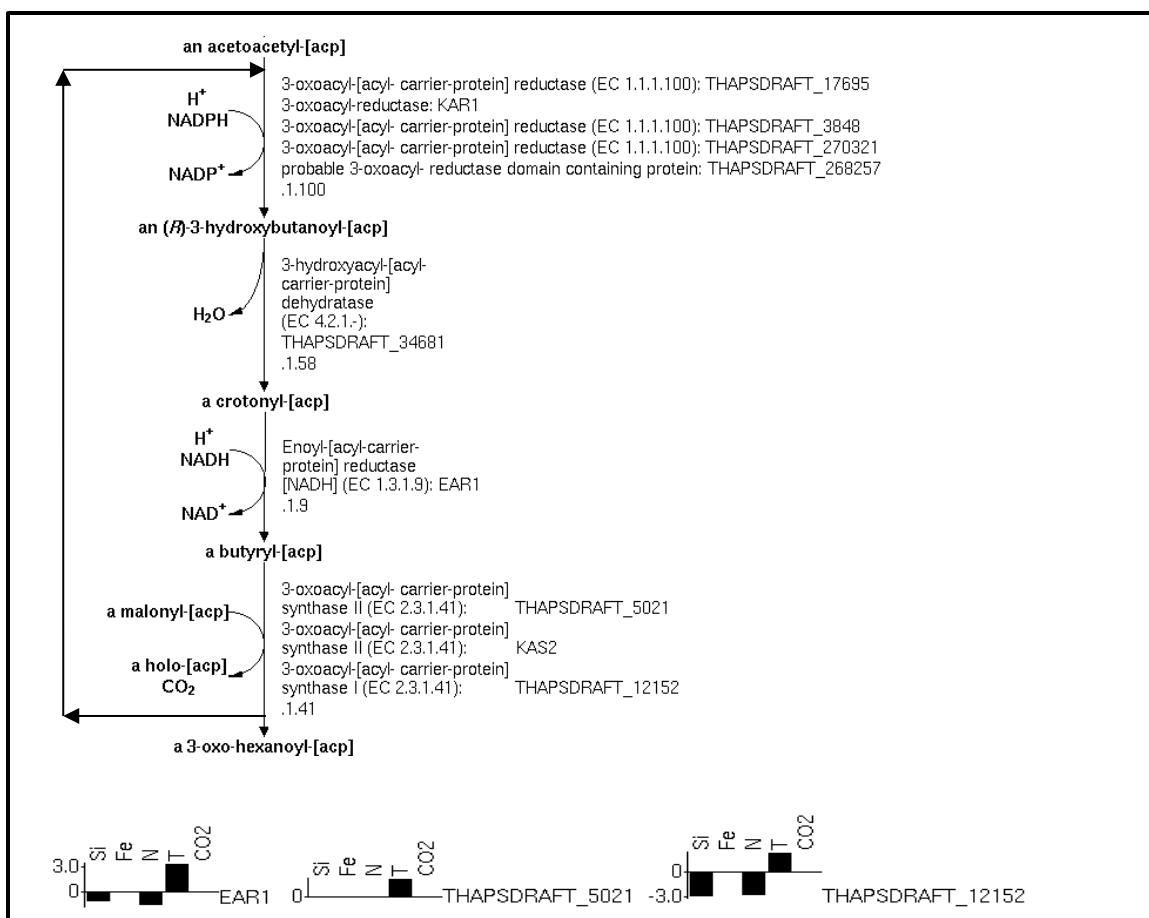 an acetoacetyl-[acp]
3-oxoacyl-[acyl- carrier-protein] reductase (EC 1.1.1.100): THAPSDRAFT_17695
3-oxoacyl-reductase: KAR1
3-oxoacyl-[acyl- carrier-protein] reductase (EC 1.1.1.100): THAPSDRAFT_3848
3-oxoacyl-[acyl- carrier-protein] reductase (EC 1.1.1.100): THAPSDRAFT_270321
probable 3-oxoacyl- reductase domain containing protein: THAPSDRAFT_268257
.1.100
H+
NADPH
NADP+
an (R)-3-hydroxybutanoyl-[acp]
3-hydroxyacyl-[acyl-
carrier-protein]
dehydratase
(EC 4.2.1.-):
THAPSDRAFT_34681
.1.58
H2O
a crotonyl-[acp]
H+
NADH
NAD+
Enoyl-[acyl-carrier-
protein] reductase
[NADH] (EC 1.3.1.9): EAR1
.1.9
a butyryl-[acp]
a malonyl-[acp]
a holo-[acp]
CO2
3-oxoacyl-[acyl- carrier-protein]
synthase II (EC 2.3.1.41): THAPSDRAFT_5021
3-oxoacyl-[acyl- carrier-protein]
synthase II (EC 2.3.1.41): KAS2
3-oxoacyl-[acyl- carrier-protein]
synthase I (EC 2.3.1.41): THAPSDRAFT_12152
.1.41
a 3-oxo-hexanoyl-[acp]
Si Fe N T CO2
3.0
0
EAR1
Si Fe N T CO2
0
THAPSDRAFT_5021
Si Fe N T CO2
0
-3.0
THAPSDRAFT_12152